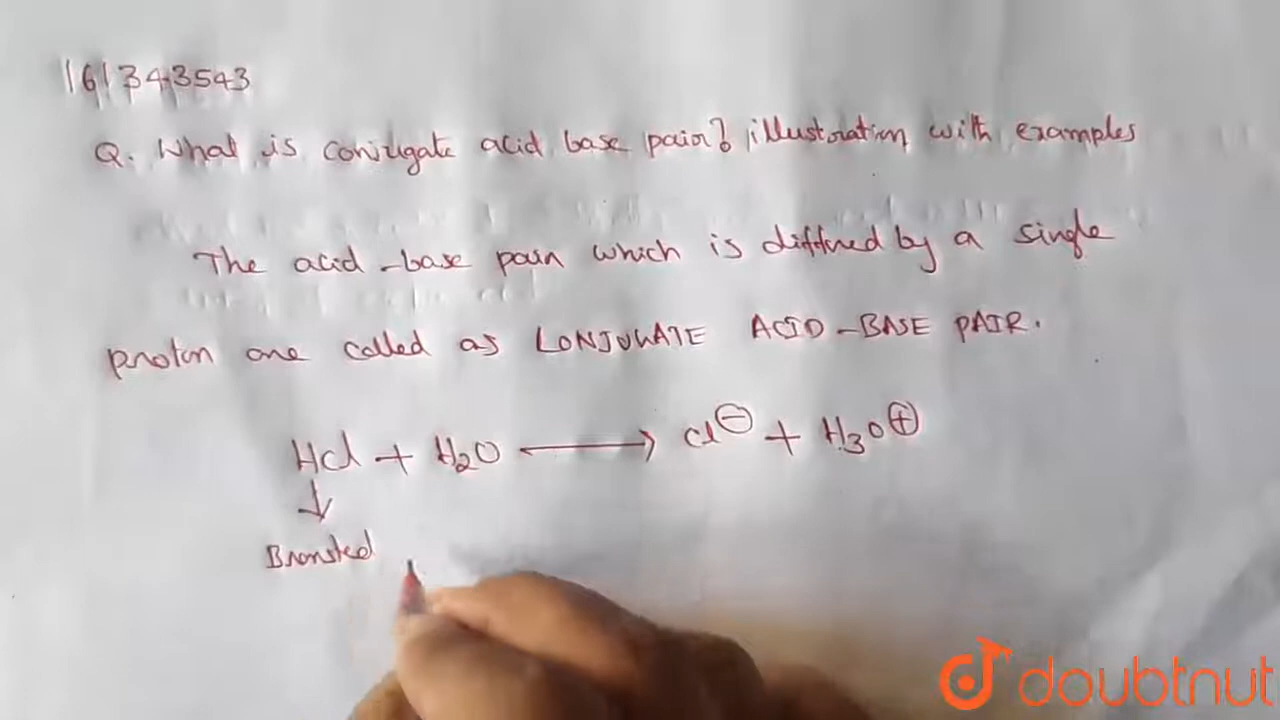 161343543
Q. What is conjugate acid base pair? illustration with examples
The acid-base pair which is differed by a single
proton are called as CONJUGATE ACID-BASE PAIR.
HCl + H₂O ⟶ Cl⊖ + H₃O⊕
↓
Bronsted
doubtnut